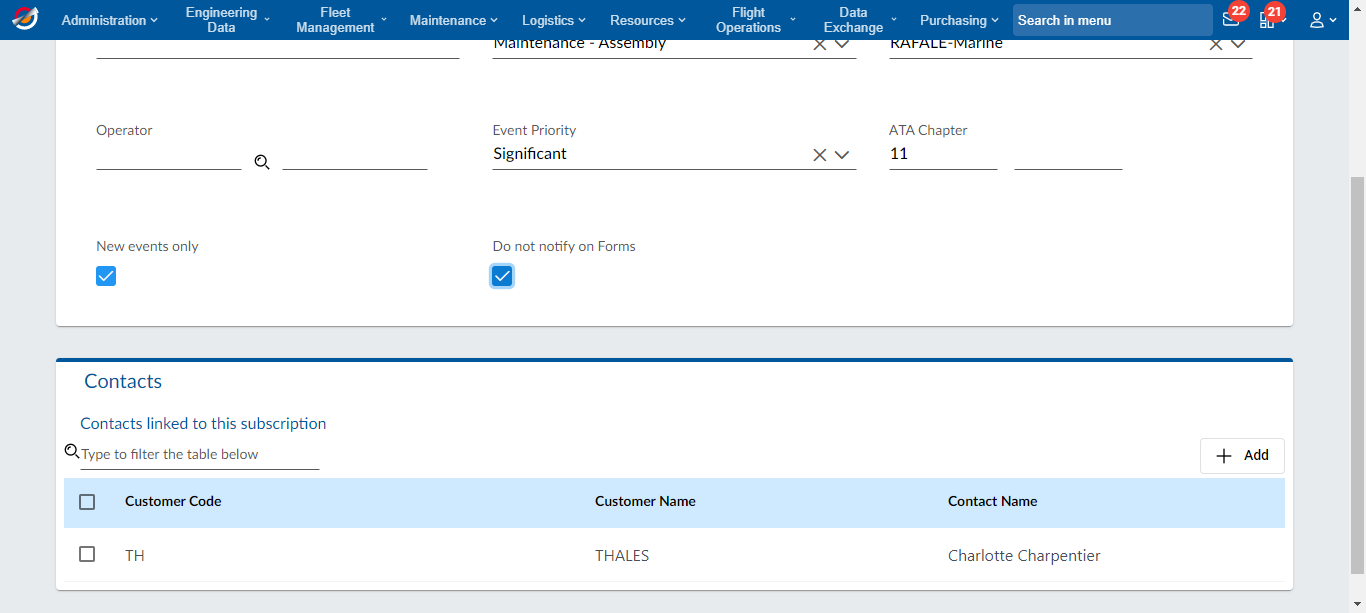 Administration
Engineering
Data
Fleet
Management
Maintenance
Logistics
Resources
Flight
Operations
Data
Exchange
Purchasing
Search in menu
22
21
Maintenance - Assembly
RAFALE-Marine
Operator
Event Priority
ATA Chapter
Significant
11
New events only
Do not notify on Forms
Contacts
Contacts linked to this subscription
Type to filter the table below
Add
Customer Code
Customer Name
Contact Name
TH
THALES
Charlotte Charpentier